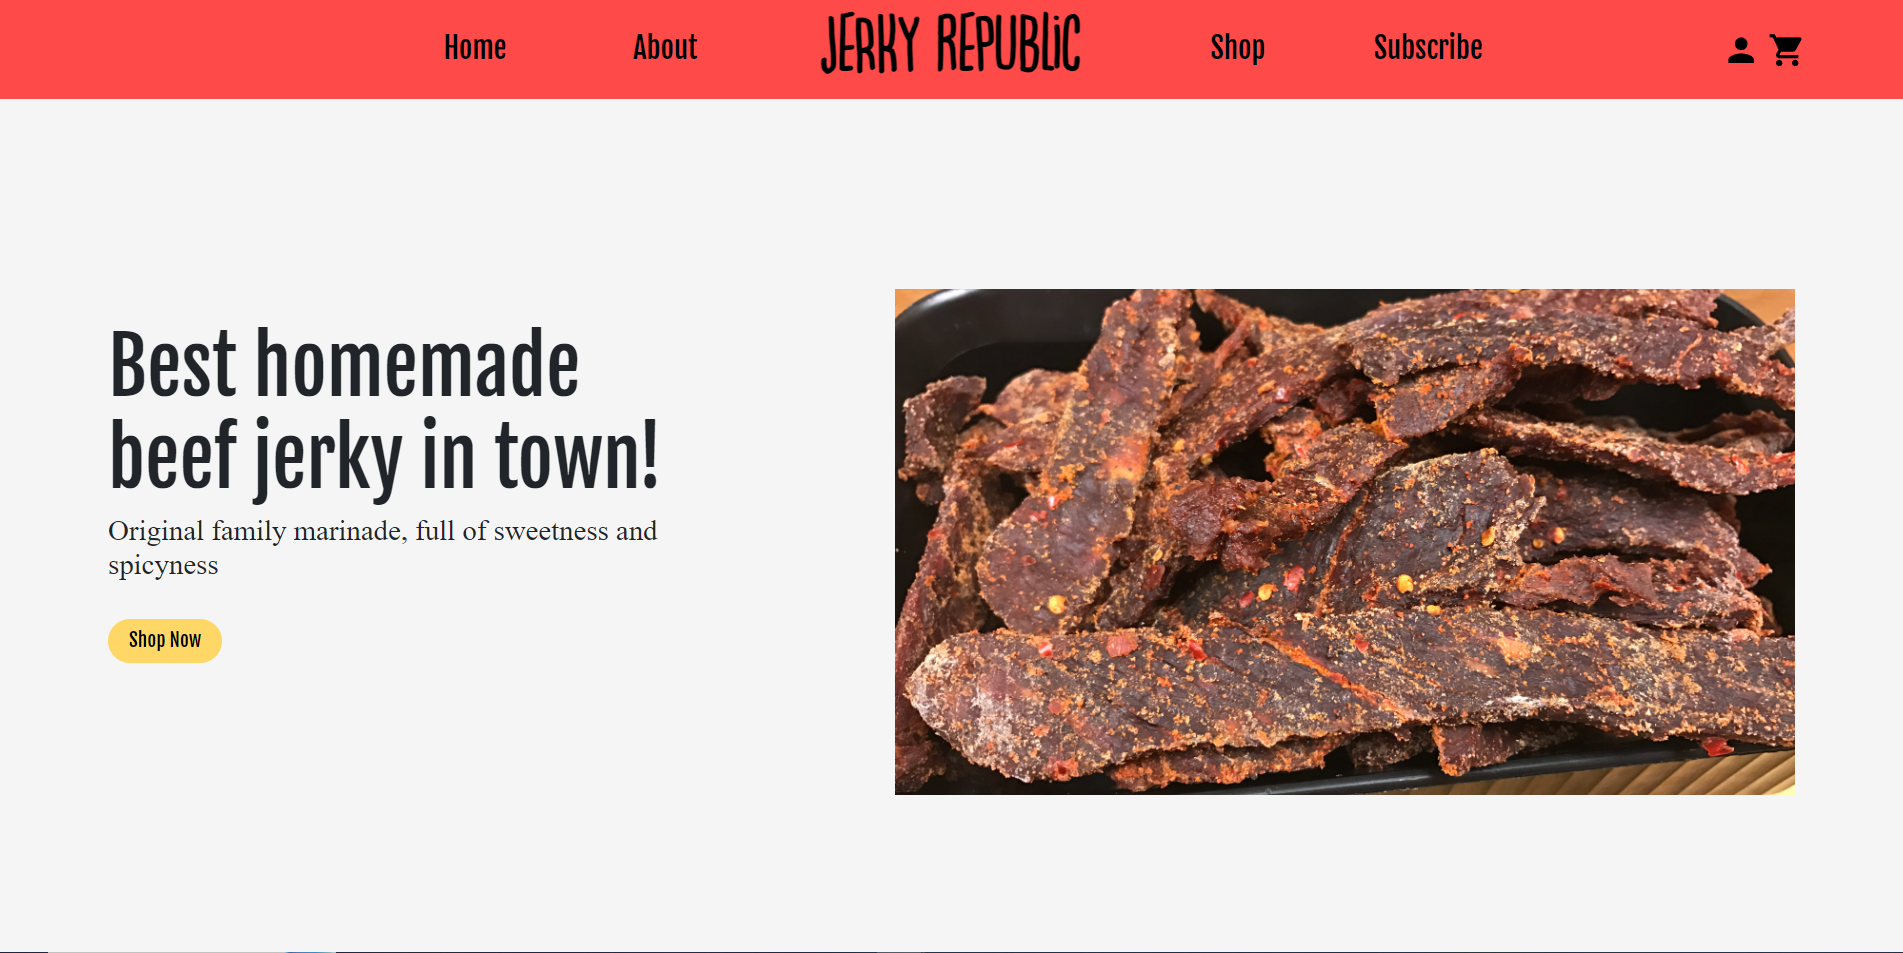 Home About JERKY REPUBLIC Shop Subscribe
Best homemade
beef jerky in town!
Original family marinade, full of sweetness and
spicyness
Shop Now